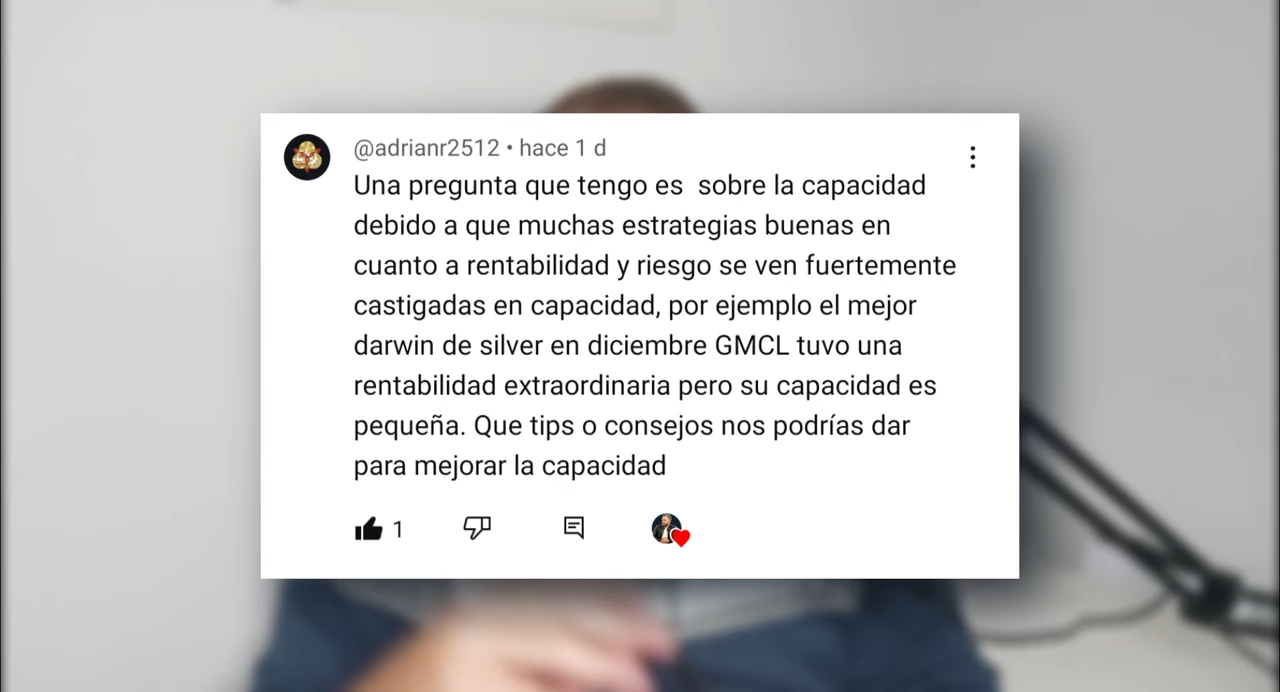 @adrianr2512 • hace 1 d
Una pregunta que tengo es  sobre la capacidad
debido a que muchas estrategias buenas en
cuanto a rentabilidad y riesgo se ven fuertemente
castigadas en capacidad, por ejemplo el mejor
darwin de silver en diciembre GMCL tuvo una
rentabilidad extraordinaria pero su capacidad es
pequeña. Que tips o consejos nos podrías dar
para mejorar la capacidad
1